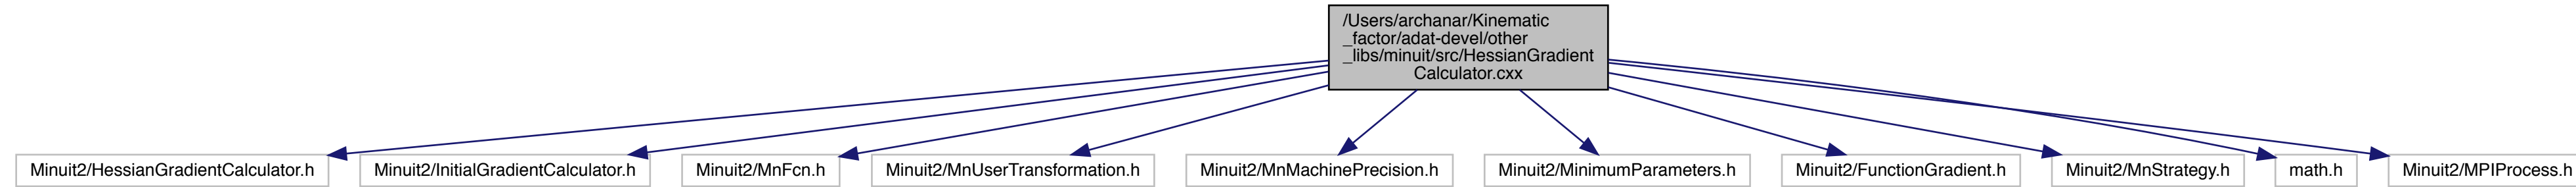 /Users/archanar/Kinematic
_factor/adat-devel/other
_libs/minuit/src/HessianGradient
Calculator.cxx
Minuit2/HessianGradientCalculator.h
Minuit2/InitialGradientCalculator.h
Minuit2/MnFcn.h
Minuit2/MnUserTransformation.h
Minuit2/MnMachinePrecision.h
Minuit2/MinimumParameters.h
Minuit2/FunctionGradient.h
Minuit2/MnStrategy.h
math.h
Minuit2/MPIProcess.h